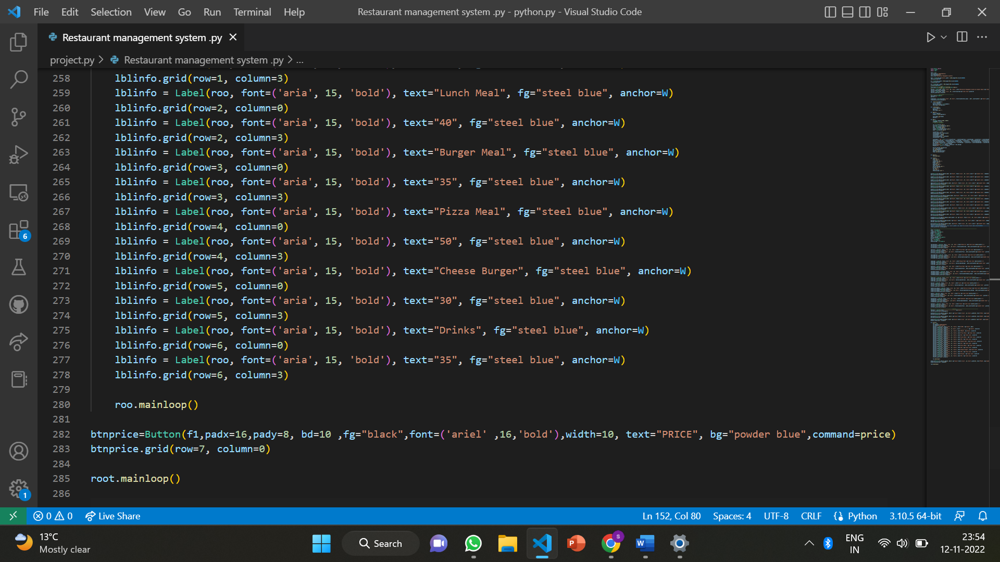 File Edit Selection View Go Run Terminal Help Restaurant management system .py - python.py - Visual Studio Code
Restaurant management system .py
project.py > Restaurant management system .py > ...
258 lblinfo.grid(row=1, column=3)
259 lblinfo = Label(roo, font=('aria', 15, 'bold'), text="Lunch Meal", fg="steel blue", anchor=W)
260 lblinfo.grid(row=2, column=0)
261 lblinfo = Label(roo, font=('aria', 15, 'bold'), text="40", fg="steel blue", anchor=W)
262 lblinfo.grid(row=2, column=3)
263 lblinfo = Label(roo, font=('aria', 15, 'bold'), text="Burger Meal", fg="steel blue", anchor=W)
264 lblinfo.grid(row=3, column=0)
265 lblinfo = Label(roo, font=('aria', 15, 'bold'), text="35", fg="steel blue", anchor=W)
266 lblinfo.grid(row=3, column=3)
267 lblinfo = Label(roo, font=('aria', 15, 'bold'), text="Pizza Meal", fg="steel blue", anchor=W)
268 lblinfo.grid(row=4, column=0)
269 lblinfo = Label(roo, font=('aria', 15, 'bold'), text="50", fg="steel blue", anchor=W)
270 lblinfo.grid(row=4, column=3)
271 lblinfo = Label(roo, font=('aria', 15, 'bold'), text="Cheese Burger", fg="steel blue", anchor=W)
272 lblinfo.grid(row=5, column=0)
273 lblinfo = Label(roo, font=('aria', 15, 'bold'), text="30", fg="steel blue", anchor=W)
274 lblinfo.grid(row=5, column=3)
275 lblinfo = Label(roo, font=('aria', 15, 'bold'), text="Drinks", fg="steel blue", anchor=W)
276 lblinfo.grid(row=6, column=0)
277 lblinfo = Label(roo, font=('aria', 15, 'bold'), text="35", fg="steel blue", anchor=W)
278 lblinfo.grid(row=6, column=3)
279
280 roo.mainloop()
281
282 btnprice=Button(f1,padx=16,pady=8, bd=10 ,fg="black",font=('ariel' ,16,'bold'),width=10, text="PRICE", bg="powder blue",command=price)
283 btnprice.grid(row=7, column=0)
284
285 root.mainloop()
286
6
1
0 0 Live Share Ln 152, Col 80 Spaces: 4 UTF-8 CRLF Python 3.10.5 64-bit
13°C
Mostly clear
Search
P
S
W
ENG
IN
23:54
12-11-2022